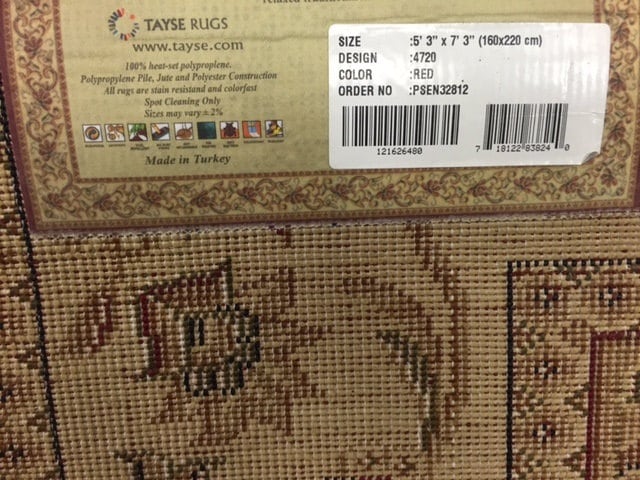 TAYSE RUGS
www.tayse.com
100% heat-set polypropylene.
Polypropylene Pile, Jute and Polyester Construction
All rugs are stain resistand and colorfast
Spot Cleaning Only
Sizes may vary ± 2%
Made in Turkey
SIZE :5' 3" x 7' 3" (160x220 cm)
DESIGN :4720
COLOR :RED
ORDER NO :PSEN32812
121626480
7 18122 83824 0